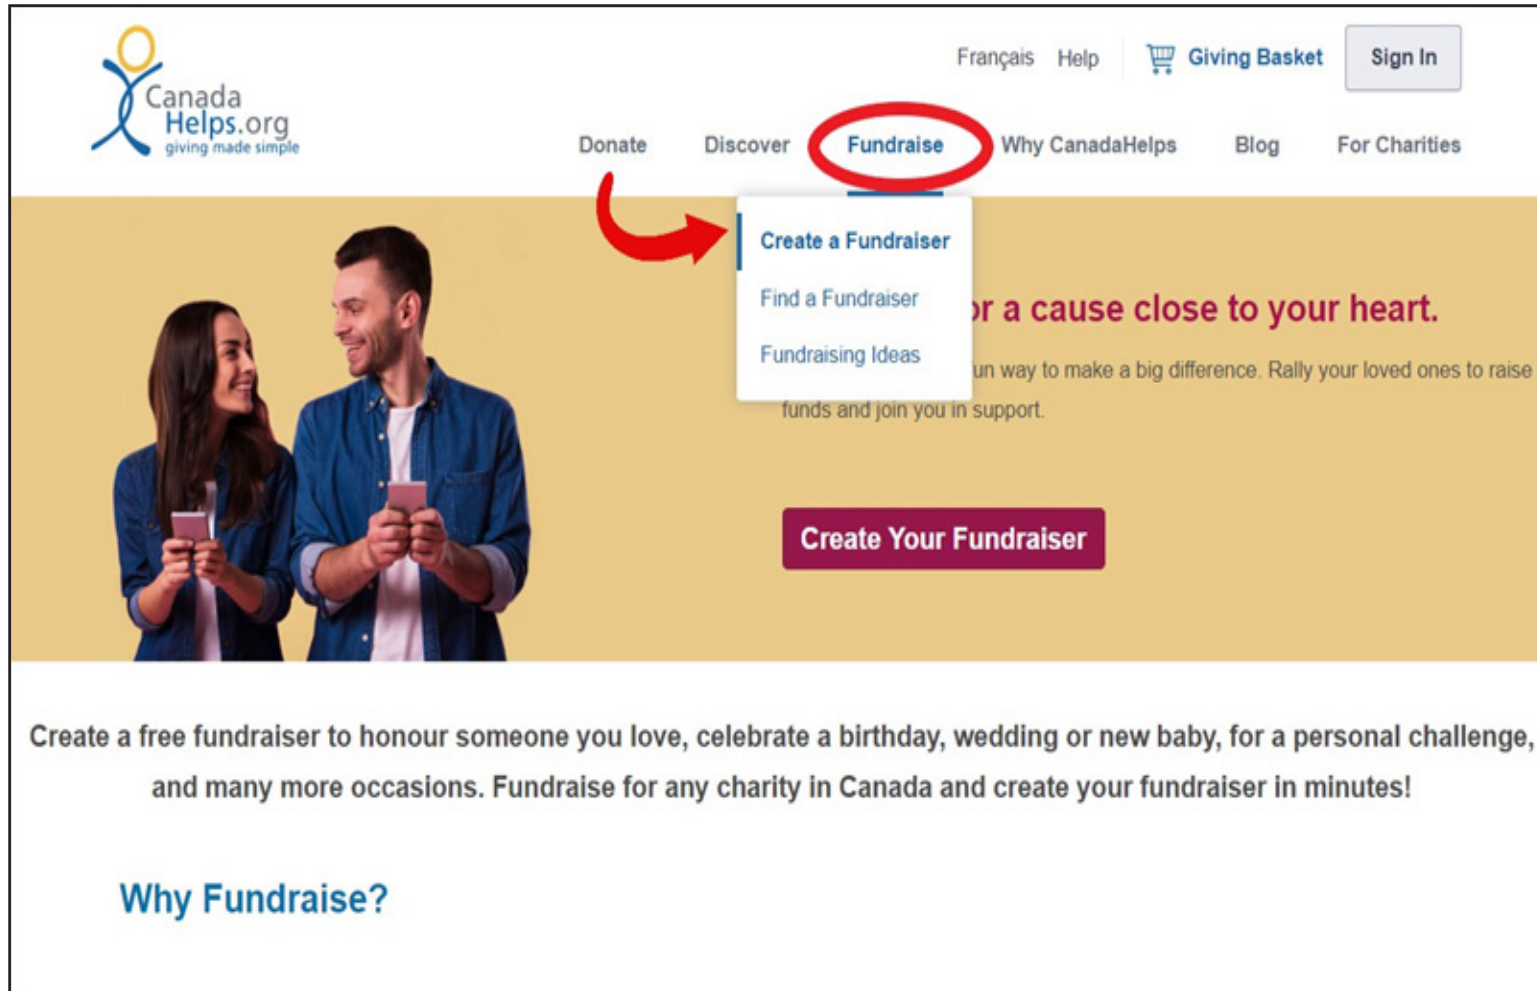 Canada
Helps.org
giving made simple
Français Help Giving Basket Sign In
Donate Discover Fundraise Why CanadaHelps Blog For Charities
Create a Fundraiser
Find a Fundraiser
Fundraising Ideas
or a cause close to your heart.
un way to make a big difference. Rally your loved ones to raise
funds and join you in support.
Create Your Fundraiser
Create a free fundraiser to honour someone you love, celebrate a birthday, wedding or new baby, for a personal challenge,
and many more occasions. Fundraise for any charity in Canada and create your fundraiser in minutes!
Why Fundraise?